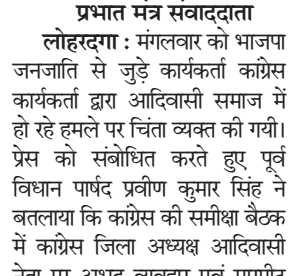 प्रभात मंत्र संवाददाता
लोहरदगा : मंगलवार को भाजपा
जनजाति से जुड़े कार्यकर्ता कांग्रेस
कार्यकर्ता द्वारा आदिवासी समाज में
हो रहे हमले पर चिंता व्यक्त की गयी।
प्रेस को संबोधित करते हुए पूर्व
विधान पार्षद प्रवीण कुमार सिंह ने
बतलाया कि कांग्रेस की समीक्षा बैठक
में कांग्रेस जिला अध्यक्ष आदिवासी